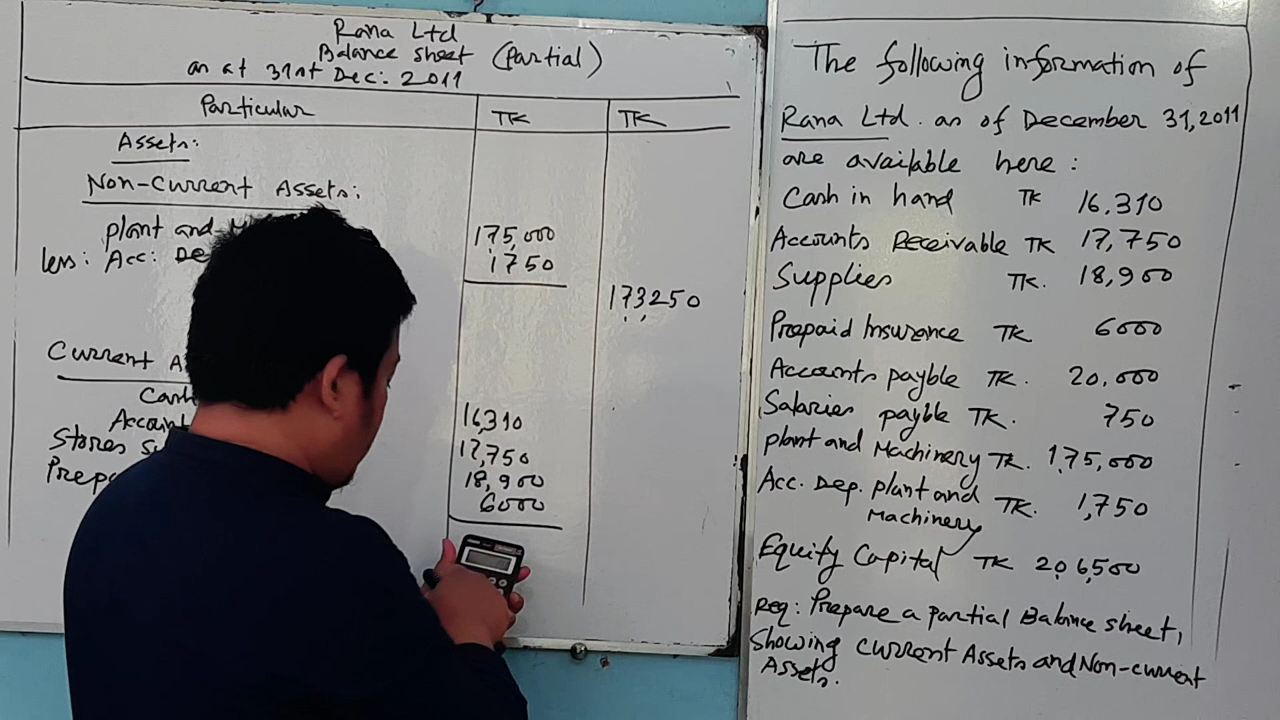 Rana Ltd
Balance sheet (Partial)
as at 31st Dec: 2011
Particular TK TK
Assets:
Non-Current Assets:
plant and 175,000
less: Acc: 1750
173250
Current
Cash 16,310
17,750
Stores 18,900
6000
The following information of
Rana Ltd. as of December 31, 2011
are available here:
Cash in hand TK 16.310
Accounts Receivable TK 17,750
Supplies TK. 18,900
Prepaid Insurance TK 6000
Accounts payble TK. 20,000
Salaries payble TK. 750
plant and Machinery TK. 1,75,000
Acc. Dep. plant and TK. 1,750
Machinery
Equity Capital TK 2,06,500
Req: Prepare a partial Balance sheet,
Showing current Assets and Non-current
Assets.